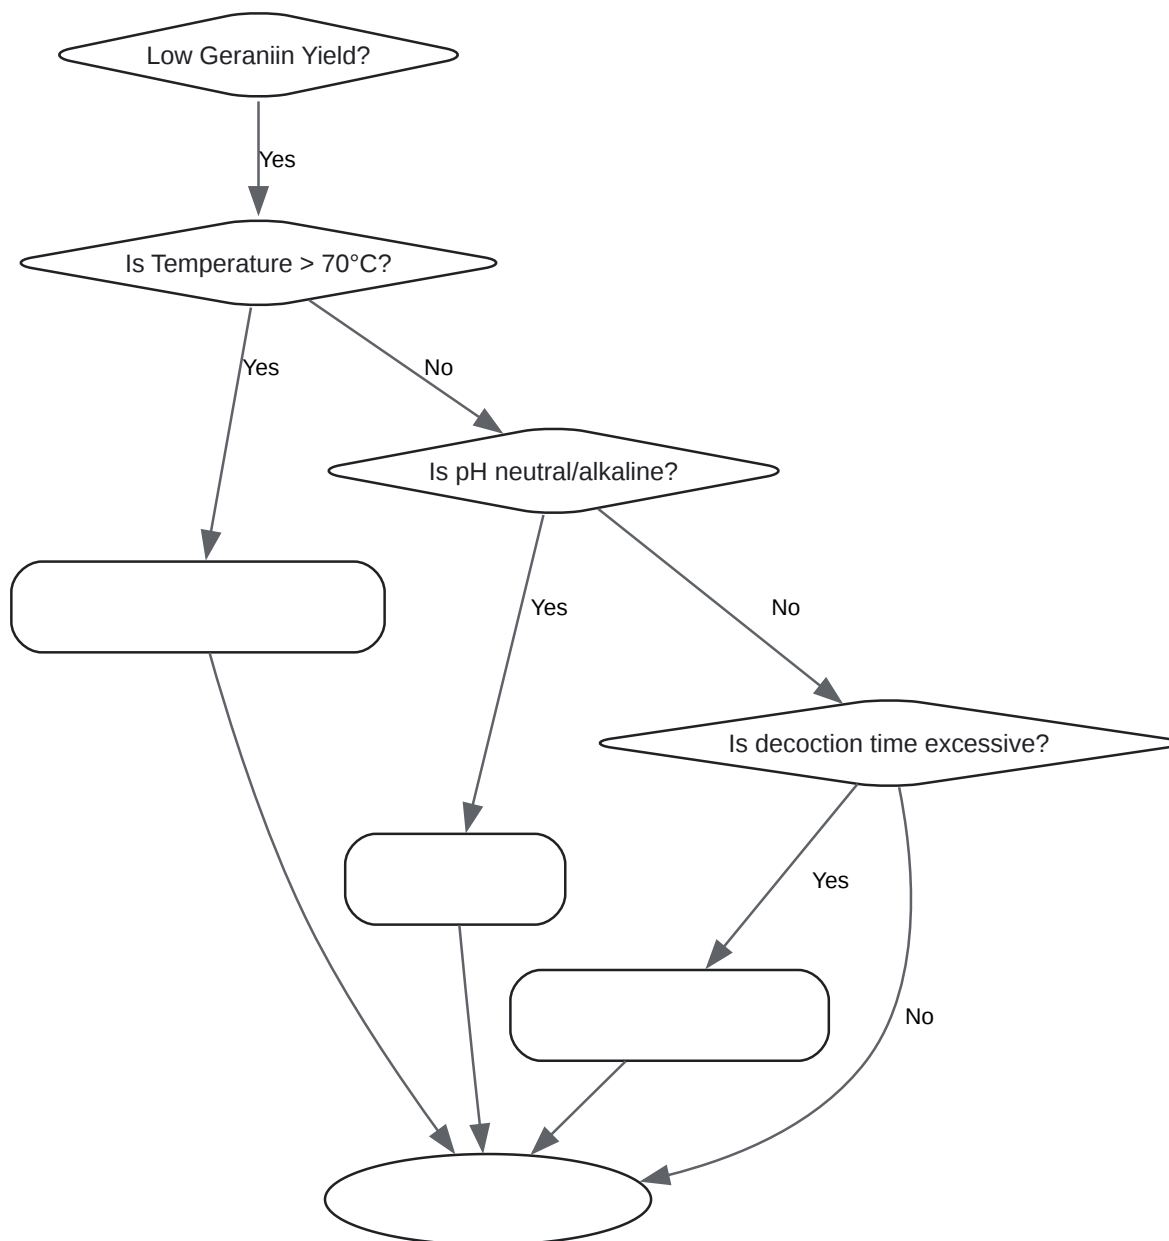 Low Geraniin Yield?
Yes
Is Temperature > 70°C?
Yes
No
Is pH neutral/alkaline?
Yes
No
Is decoction time excessive?
Yes
No